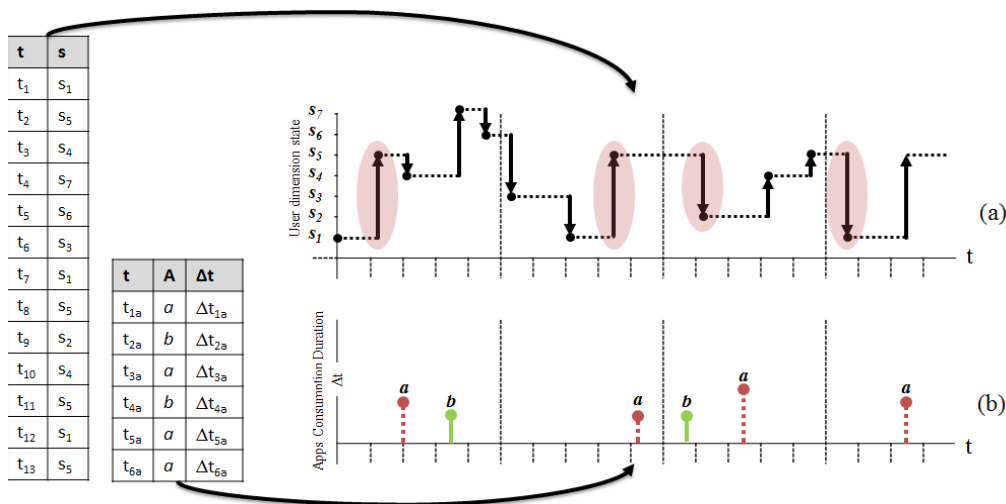 t s
t1 s1
t2 s5
t3 s4
t4 s7
t5 s6
t6 s3
t7 s1
t8 s5
t9 s2
t10 s4
t11 s5
t12 s1
t13 s5
t A Δt
t1a a Δt1a
t2a b Δt2a
t3a a Δt3a
t4a b Δt4a
t5a a Δt5a
t6a a Δt6a
User dimension state
s7
s6
s5
s4
s3
s2
s1
t
(a)
Apps Consumntion Duration
Δt
a
b
a
b
a
a
t
(b)